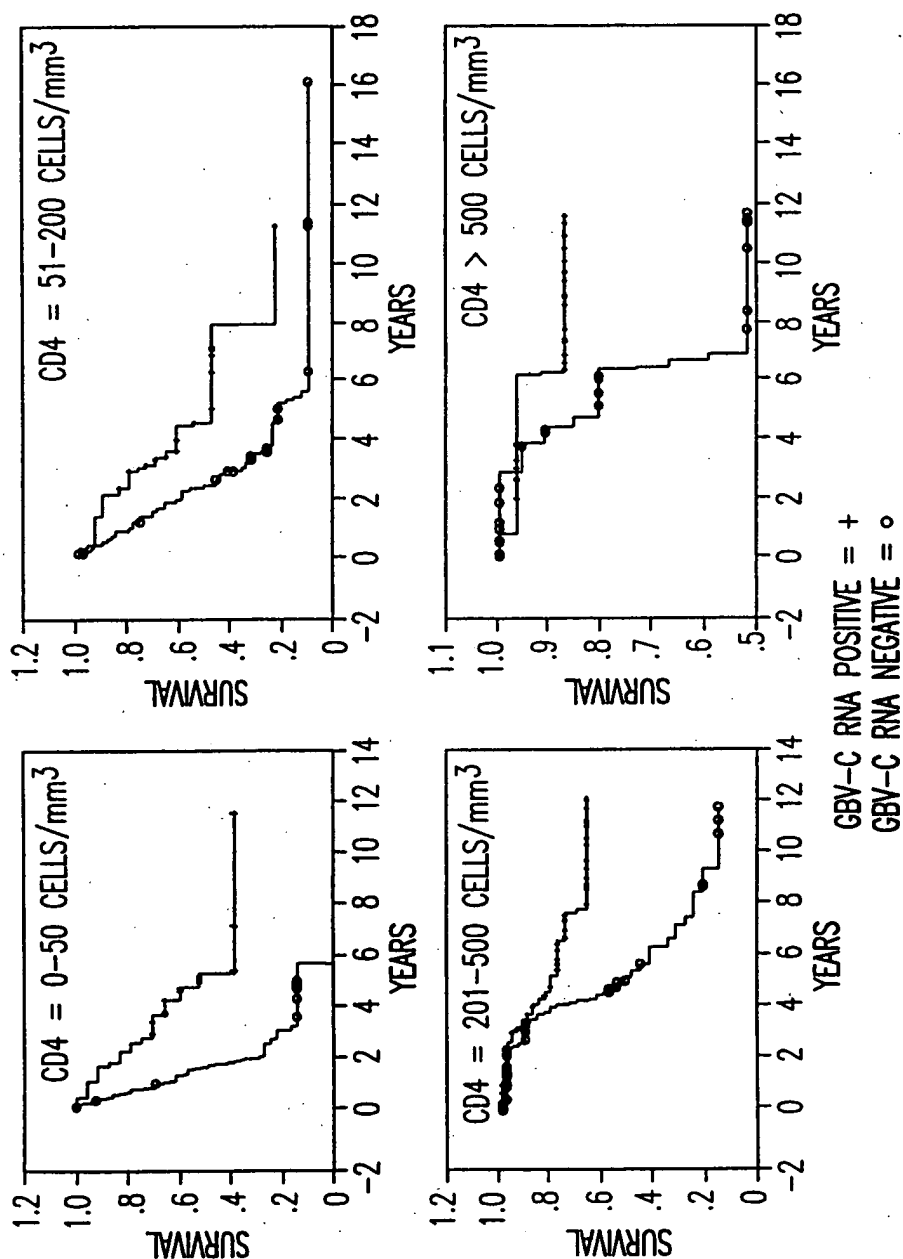 CD4 = 0-50 CELLS/mm3
1.2
1.0
.8
.6
.4
.2
0
SURVIVAL
-2 0 2 4 6 8 10 12 14
YEARS
CD4 = 51-200 CELLS/mm3
1.2
1.0
.8
.6
.4
.2
0
SURVIVAL
-2 0 2 4 6 8 10 12 14 16 18
YEARS
CD4 = 201-500 CELLS/mm3
1.2
1.0
.8
.6
.4
.2
0
SURVIVAL
-2 0 2 4 6 8 10 12 14
YEARS
CD4 > 500 CELLS/mm3
1.1
1.0
.9
.8
.7
.6
.5
SURVIVAL
-2 0 2 4 6 8 10 12 14 16 18
YEARS
GBV-C RNA POSITIVE = +
GBV-C RNA NEGATIVE = o